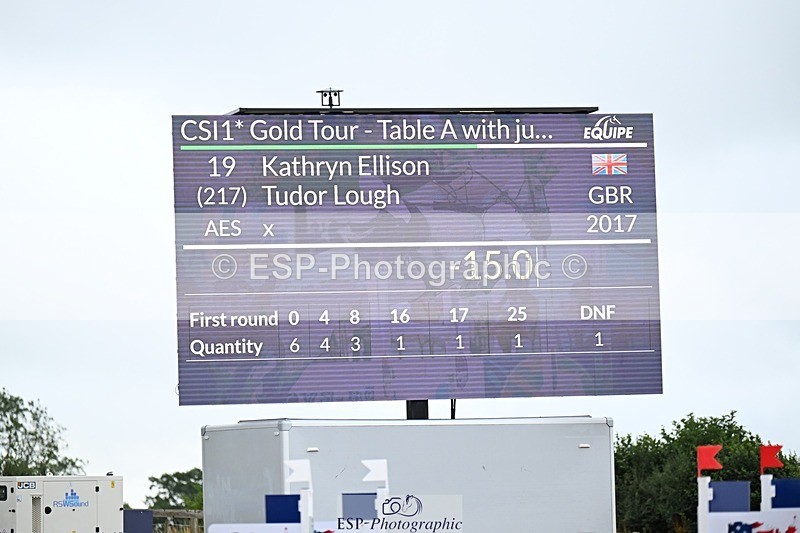 CSI1* Gold Tour - Table A with ju... EQUIPE
19 Kathryn Ellison
(217) Tudor Lough GBR
AES x 2017
© ESP-Photographic ©
-15.0
First round 0 4 8 16 17 25 DNF
Quantity 6 4 3 1 1 1 1
JCB
RSWSound
ESP-Photographic